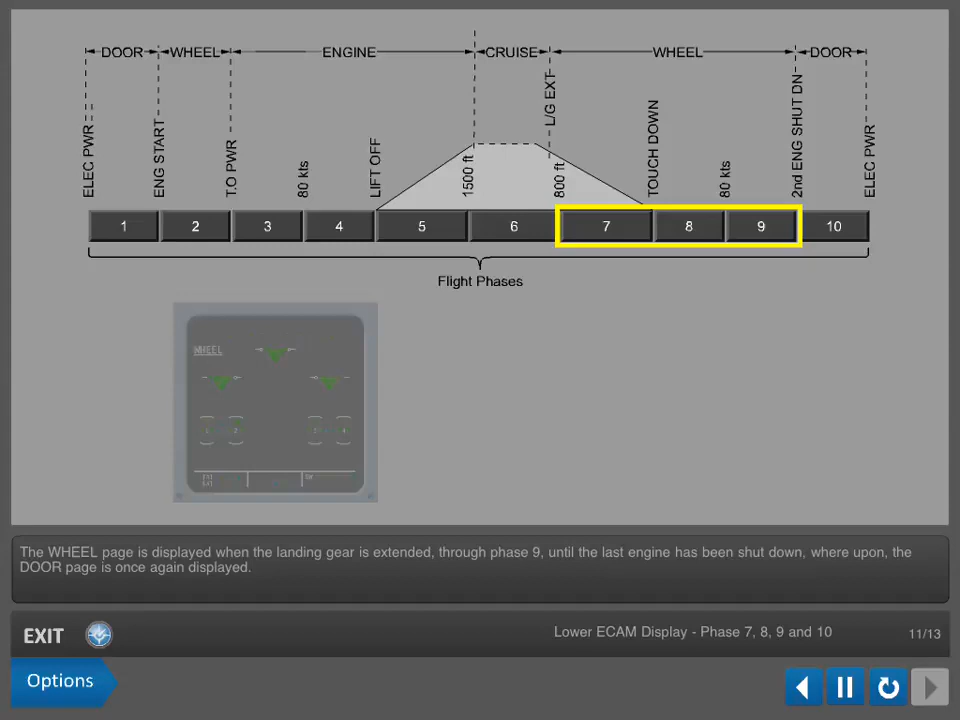 DOOR WHEEL ENGINE CRUISE WHEEL DOOR
ELEC PWR
ENG START
T.O PWR
80 kts
LIFT OFF
1500 ft
L/G EXT
800 ft
TOUCH DOWN
80 kts
2nd ENG SHUT DN
ELEC PWR
1 2 3 4 5 6 7 8 9 10
Flight Phases
WHEEL
1 2 3 4
The WHEEL page is displayed when the landing gear is extended, through phase 9, until the last engine has been shut down, where upon, the
DOOR page is once again displayed.
EXIT
Lower ECAM Display - Phase 7, 8, 9 and 10
11/13
Options